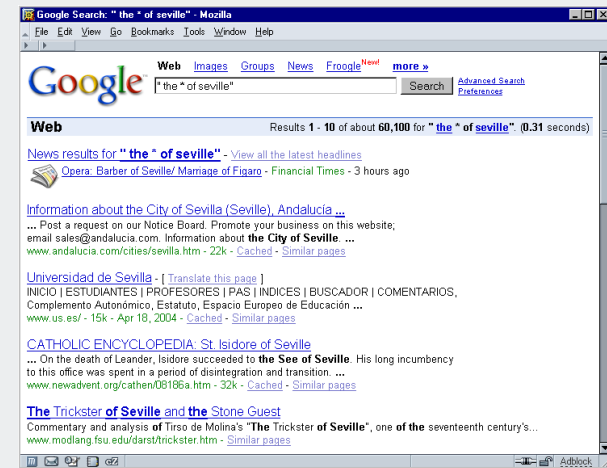 Google Search: " the * of seville" - Mozilla
File Edit View Go Bookmarks Tools Window Help
Web Images Groups News Froogle New! more »
Google
" the * of seville"
Search
Advanced Search
Preferences
Web
Results 1 - 10 of about 60,100 for " the * of seville". (0.31 seconds)
News results for " the * of seville" - View all the latest headlines
Opera: Barber of Seville/ Marriage of Figaro - Financial Times - 3 hours ago
Information about the City of Sevilla (Seville), Andalucía ...
... Post a request on our Notice Board. Promote your business on this website;
email sales@andalucia.com. Information about the City of Seville. ...
www.andalucia.com/cities/sevilla.htm - 22k - Cached - Similar pages
Universidad de Sevilla - [ Translate this page ]
INICIO | ESTUDIANTES | PROFESORES | PAS | INDICES | BUSCADOR | COMENTARIOS,
Complemento Autonómico, Estatuto, Espacio Europeo de Educación ...
www.us.es/ - 15k - Apr 18, 2004 - Cached - Similar pages
CATHOLIC ENCYCLOPEDIA: St. Isidore of Seville
... On the death of Leander, Isidore succeeded to the See of Seville. His long incumbency
to this office was spent in a period of disintegration and transition. ...
www.newadvent.org/cathen/08186a.htm - 32k - Cached - Similar pages
The Trickster of Seville and the Stone Guest
Commentary and analysis of Tirso de Molina's "The Trickster of Seville", one of the seventeenth century's...
www.modlang.fsu.edu/darst/trickster.htm - Similar pages
Adblock